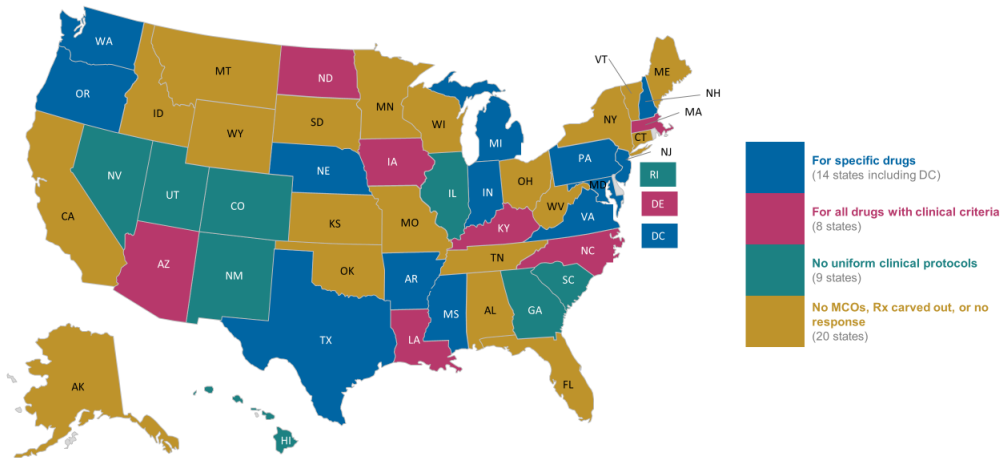 WA
MT
ND
VT
ME
OR
MN
NH
ID
SD
WI
NY
MA
WY
MI
CT
NJ
NE
IA
PA
NV
UT
IL
IN
OH
MD
RI
CO
WV
DE
CA
KS
MO
KY
VA
DC
AZ
NM
OK
TN
NC
AR
SC
MS
AL
GA
TX
LA
AK
FL
HI
For specific drugs
(14 states including DC)
For all drugs with clinical criteria
(8 states)
No uniform clinical protocols
(9 states)
No MCOs, Rx carved out, or no
response
(20 states)